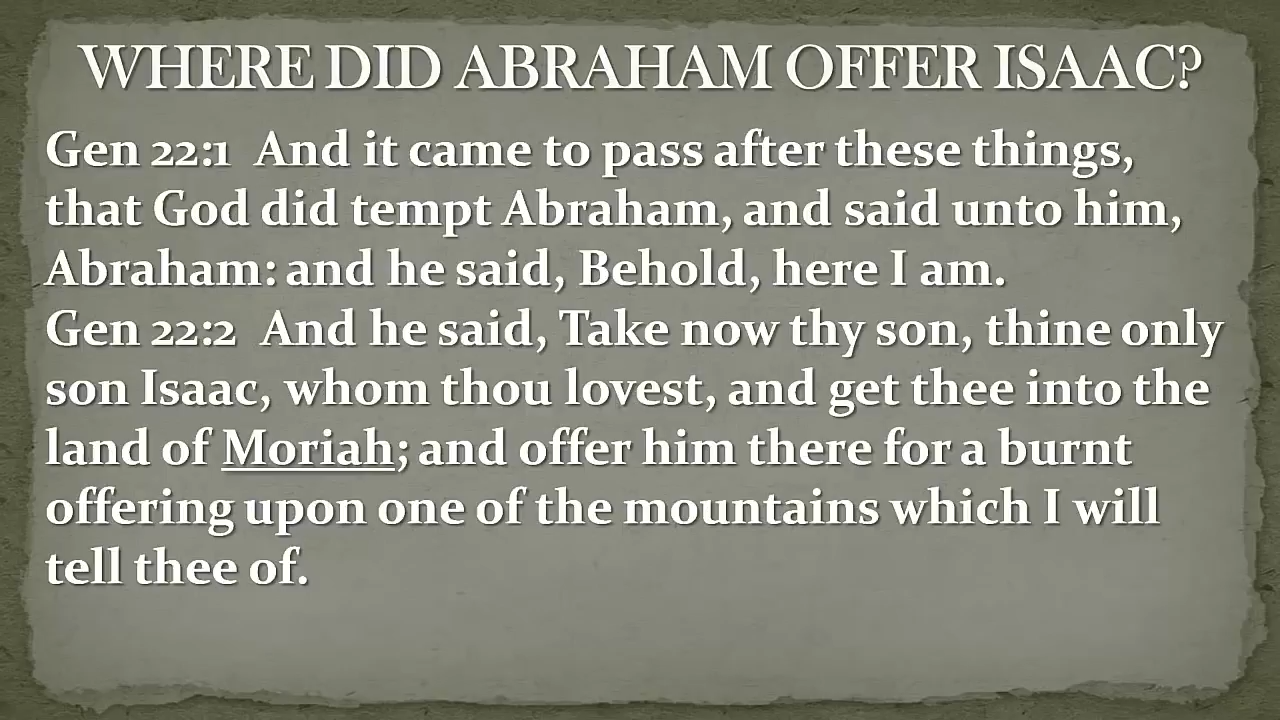 WHERE DID ABRAHAM OFFER ISAAC?
Gen 22:1  And it came to pass after these things,
that God did tempt Abraham, and said unto him,
Abraham: and he said, Behold, here I am.
Gen 22:2  And he said, Take now thy son, thine only
son Isaac, whom thou lovest, and get thee into the
land of Moriah; and offer him there for a burnt
offering upon one of the mountains which I will
tell thee of.